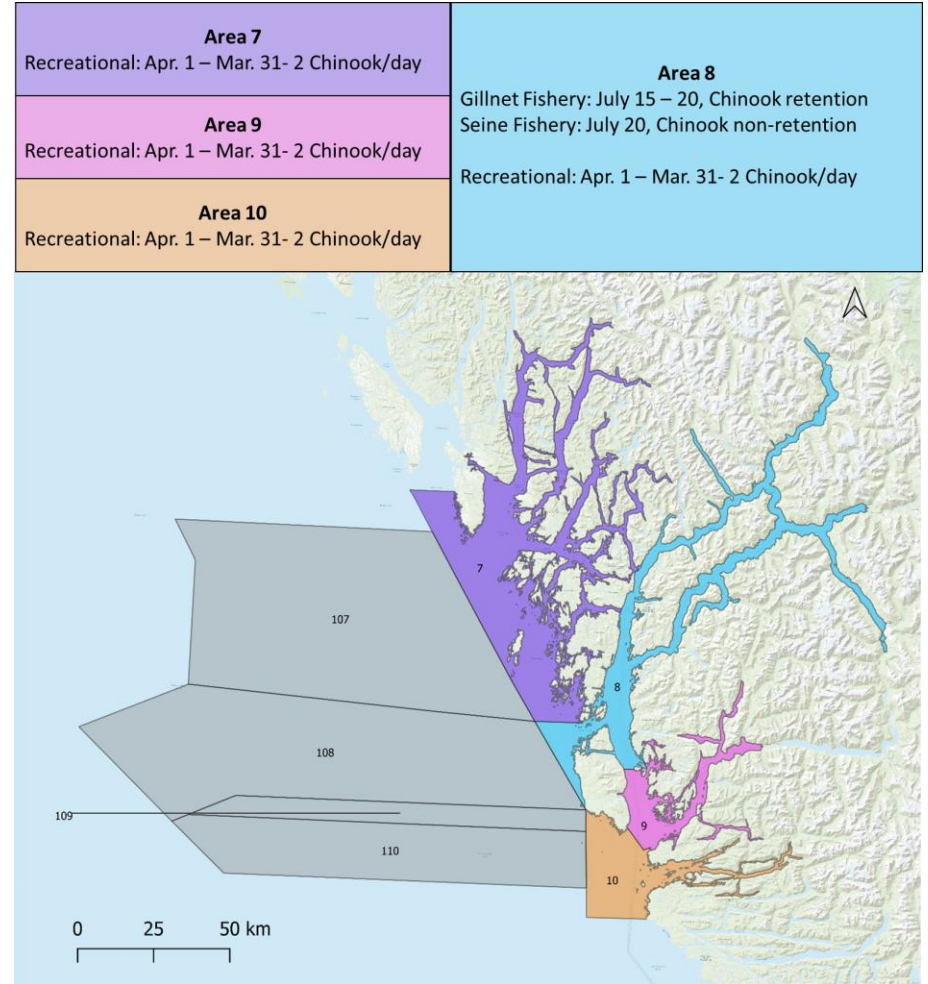 Area 7
Recreational: Apr. 1 – Mar. 31- 2 Chinook/day
Area 9
Recreational: Apr. 1 – Mar. 31- 2 Chinook/day
Area 10
Recreational: Apr. 1 – Mar. 31- 2 Chinook/day
Area 8
Gillnet Fishery: July 15 – 20, Chinook retention
Seine Fishery: July 20, Chinook non-retention
Recreational: Apr. 1 – Mar. 31- 2 Chinook/day
7
107
8
108
109
9
110
10
0 25 50 km